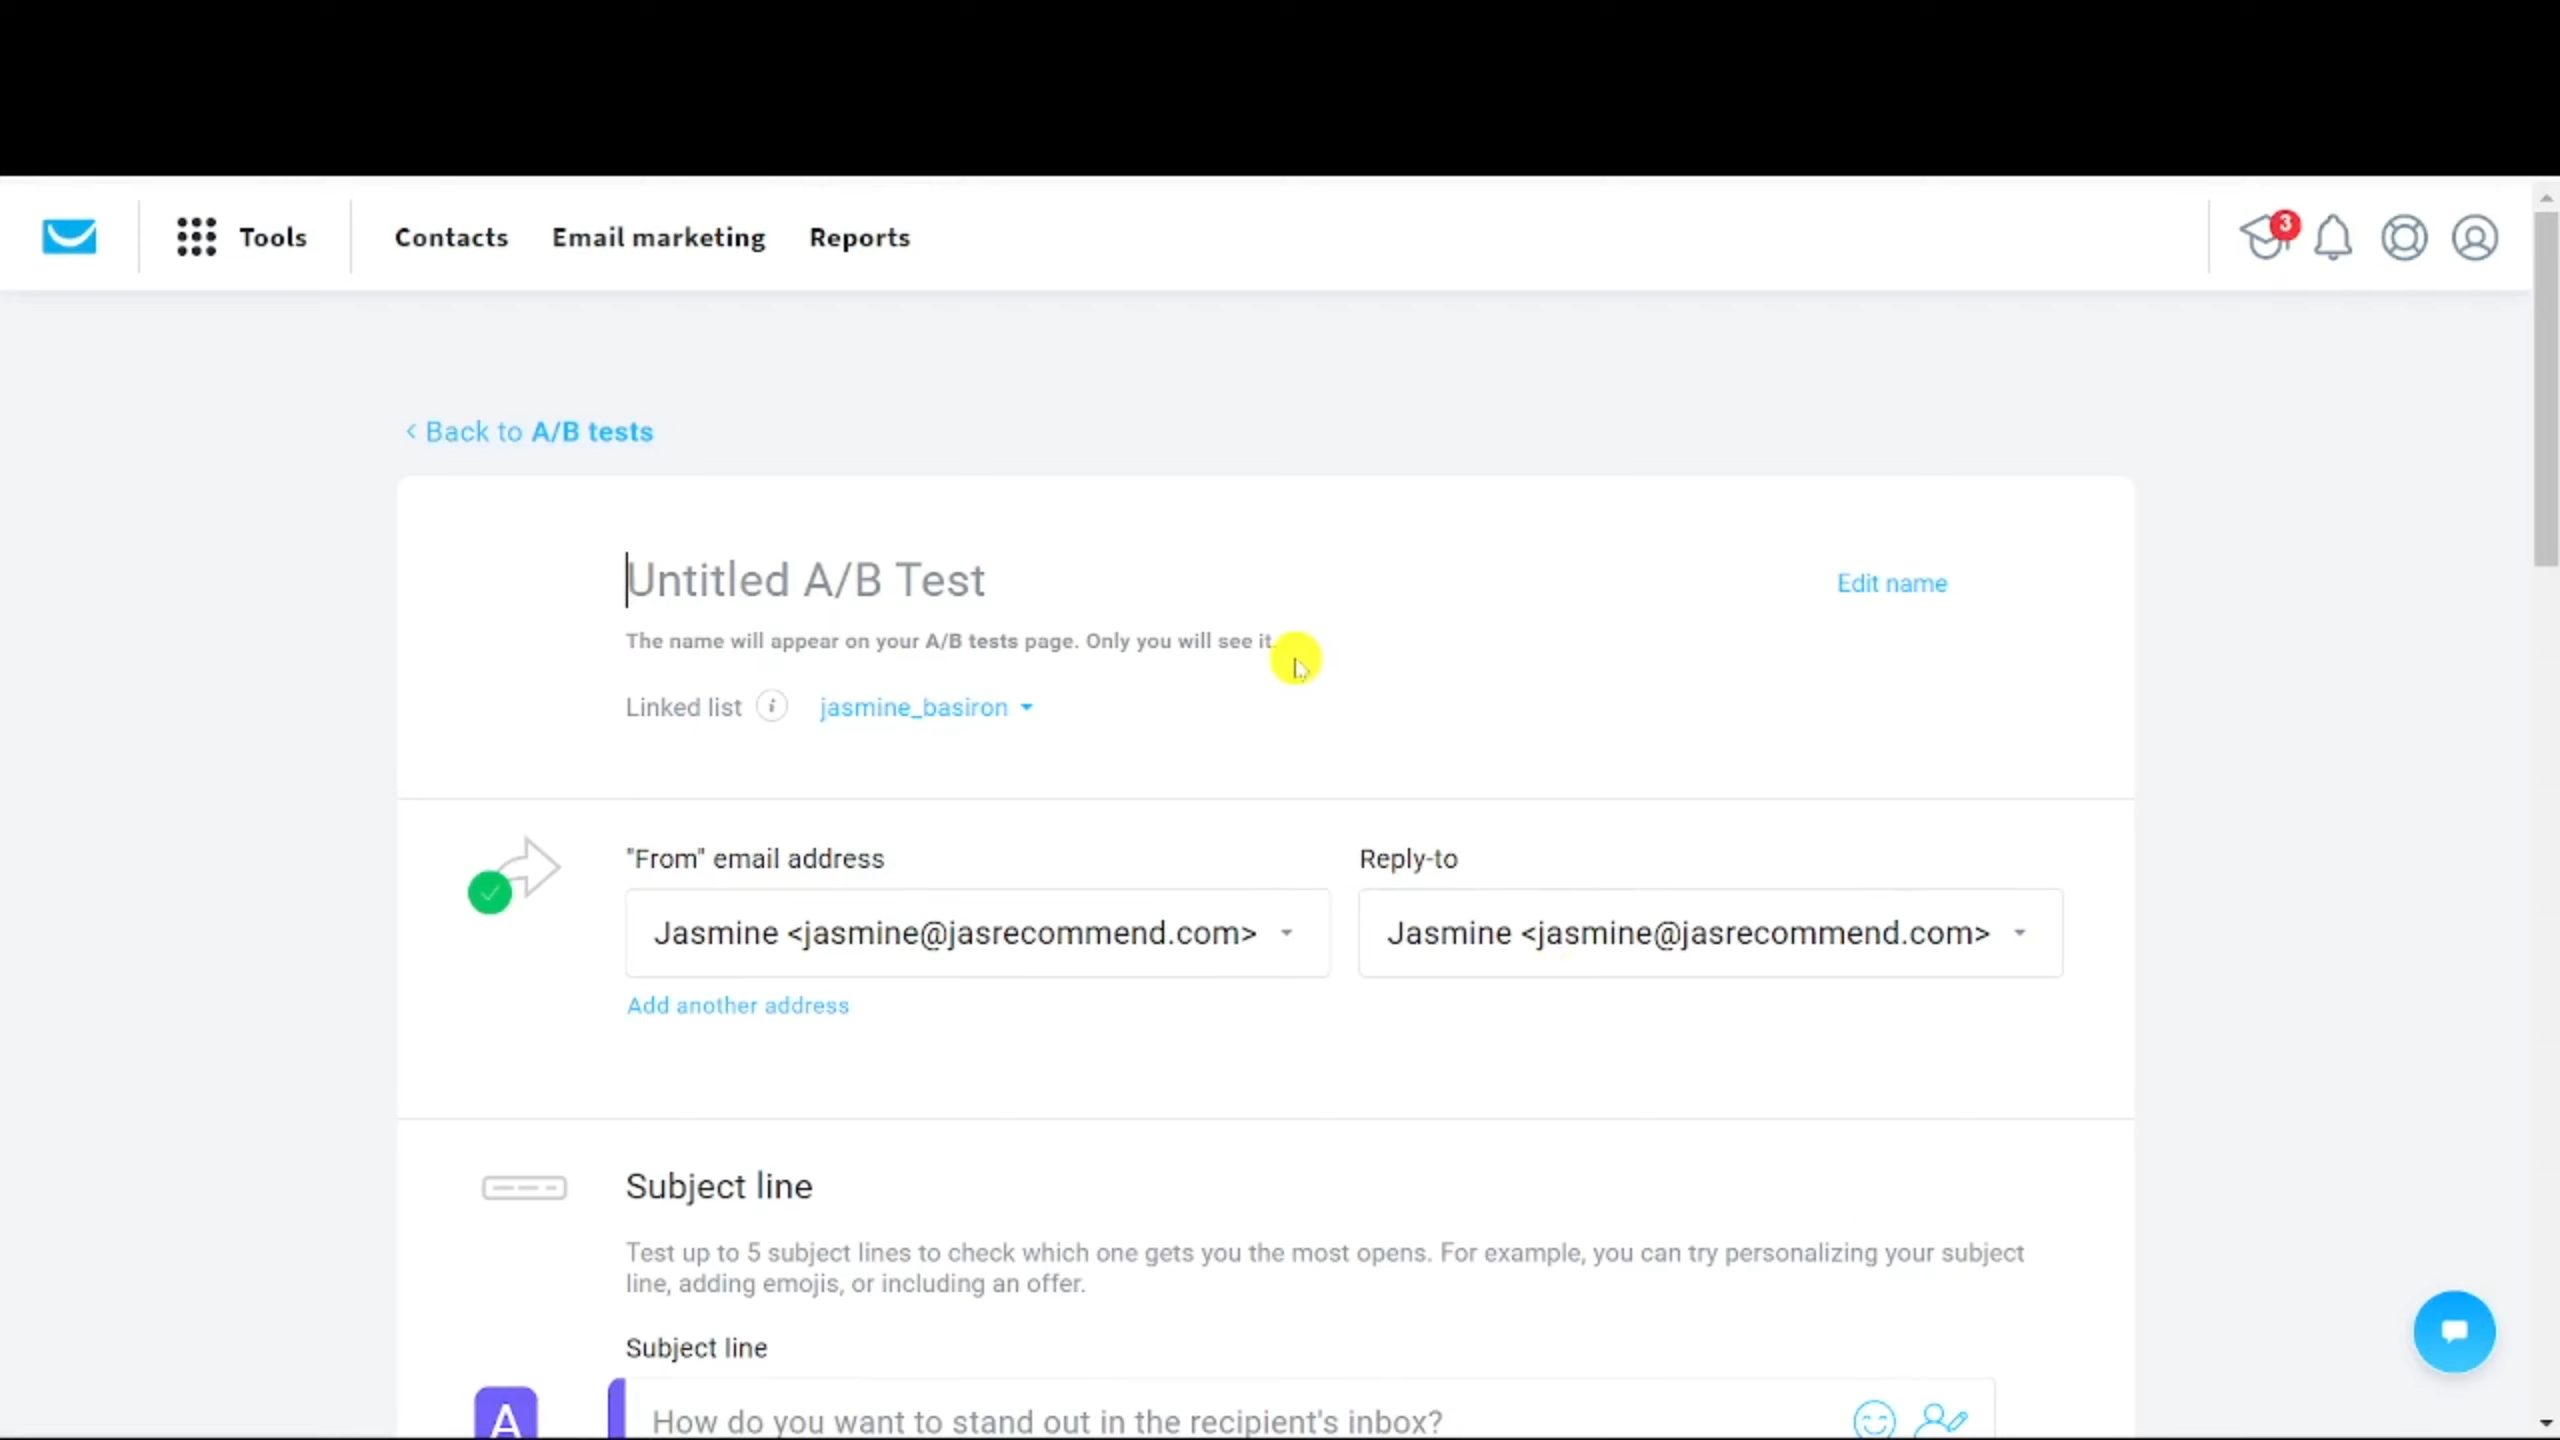 Tools
Contacts
Email marketing
Reports
3
< Back to A/B tests
Untitled A/B Test
Edit name
The name will appear on your A/B tests page. Only you will see it.
Linked list
i
jasmine_basiron
"From" email address
Reply-to
Jasmine <jasmine@jasrecommend.com>
Jasmine <jasmine@jasrecommend.com>
Add another address
Subject line
Test up to 5 subject lines to check which one gets you the most opens. For example, you can try personalizing your subject
line, adding emojis, or including an offer.
Subject line
A
How do you want to stand out in the recipient's inbox?